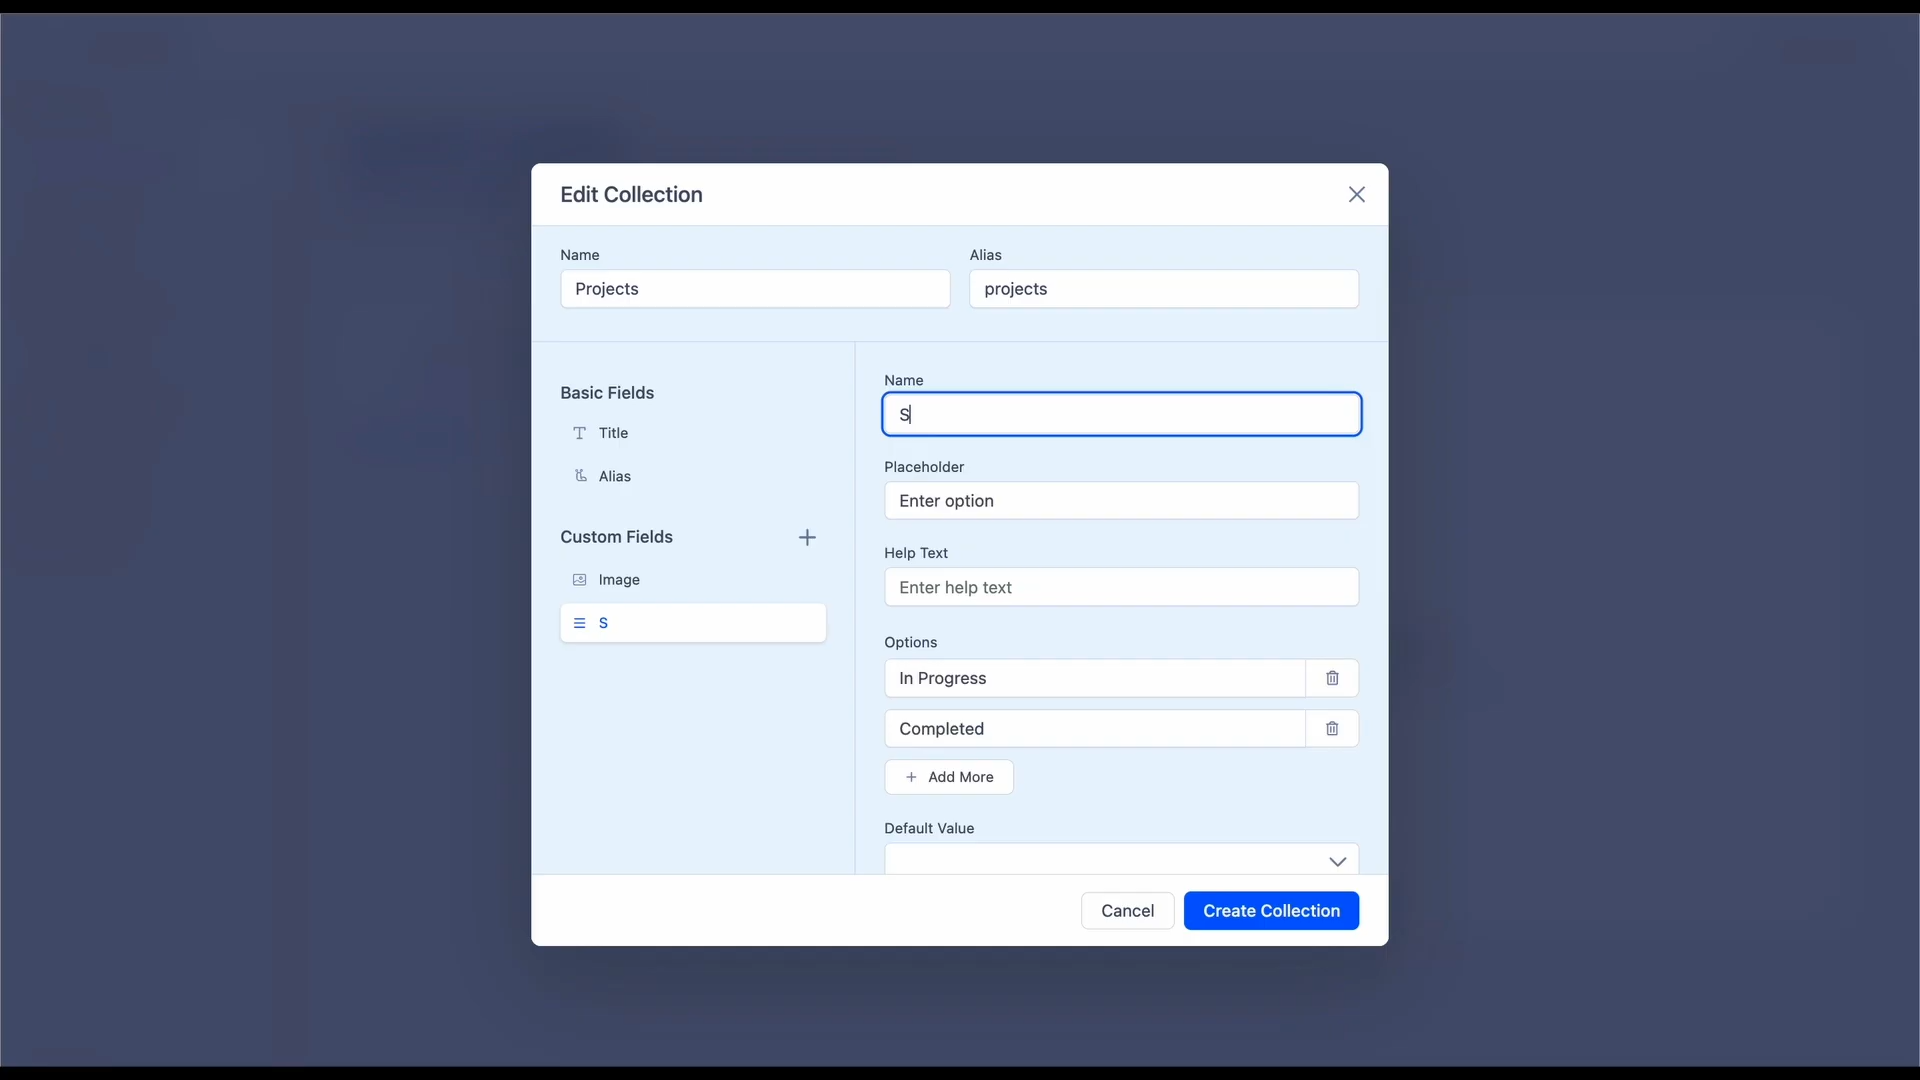 Edit Collection
Name
Alias
Projects
projects
Basic Fields
Title
Alias
Custom Fields
Image
S
Name
S
Placeholder
Enter option
Help Text
Enter help text
Options
In Progress
Completed
Add More
Default Value
Cancel
Create Collection